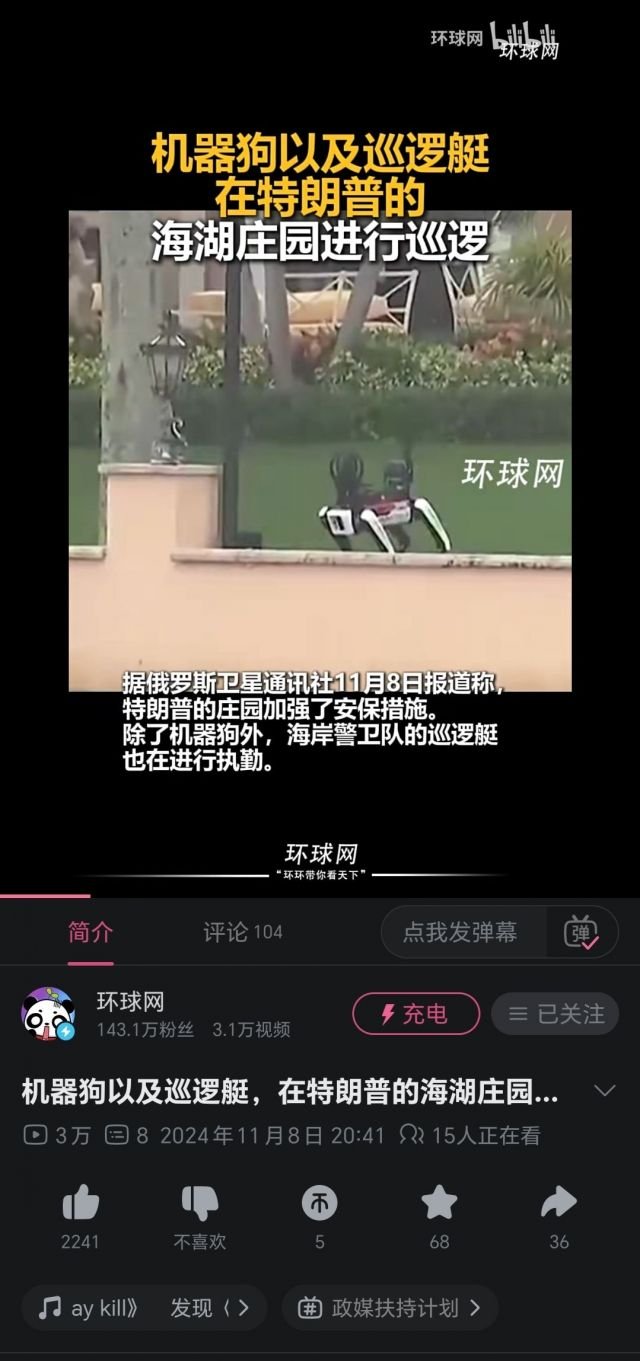 环球网 bilibili
环球网
机器狗以及巡逻艇
在特朗普的
海湖庄园进行巡逻
环球网
据俄罗斯卫星通讯社11月8日报道称，
特朗普的庄园加强了安保措施。
除了机器狗外，海岸警卫队的巡逻艇
也在进行执勤。
环球网
“环环带你看天下”
简介 评论 104 点我发弹幕 弹
环球网 充电 已关注
143.1万粉丝 3.1万视频
机器狗以及巡逻艇，在特朗普的海湖庄园...
3万 8 2024年11月8日 20:41 15人正在看
2241 不喜欢 5 68 36
ay kill》 发现《 政媒扶持计划